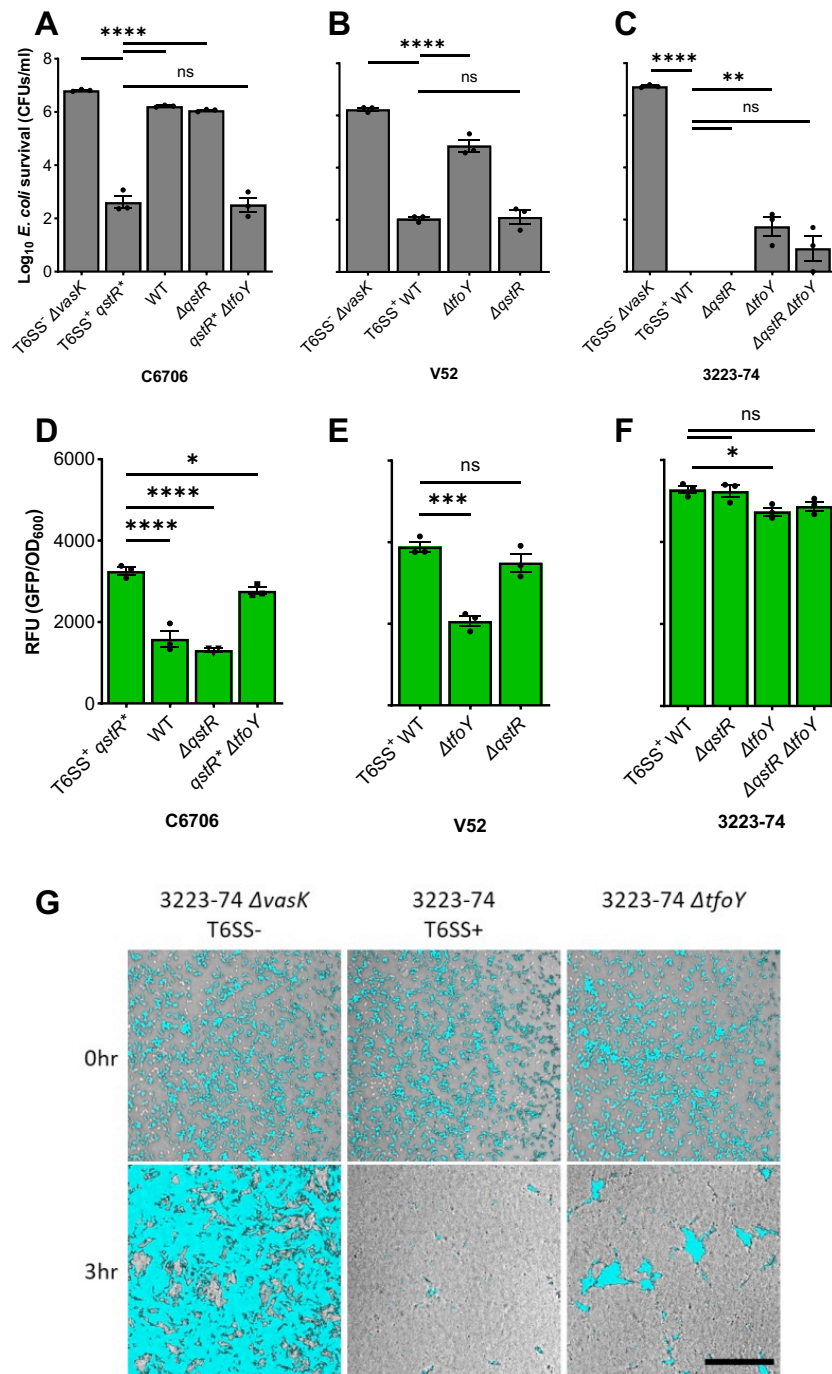 A
Log₁₀ E. coli survival (CFUs/ml)
8
6
4
2
0
****
ns
T6SS⁻ ΔvasK
T6SS⁺ qstR*
WT
ΔqstR
qstR* ΔtfoY
C6706
B
****
ns
T6SS⁻ ΔvasK
T6SS⁺ WT
ΔtfoY
ΔqstR
V52
C
****
**
ns
T6SS⁻ ΔvasK
T6SS⁺ WT
ΔqstR
ΔtfoY
ΔqstR ΔtfoY
3223-74
D
RFU (GFP/OD₆₀₀)
6000
4000
2000
0
*
****
****
T6SS⁺ qstR*
WT
ΔqstR
qstR* ΔtfoY
C6706
E
ns
***
T6SS⁺ WT
ΔtfoY
ΔqstR
V52
F
ns
*
T6SS⁺ WT
ΔqstR
ΔtfoY
ΔqstR ΔtfoY
3223-74
G
3223-74 ΔvasK
T6SS-
3223-74
T6SS+
3223-74 ΔtfoY
0hr
3hr